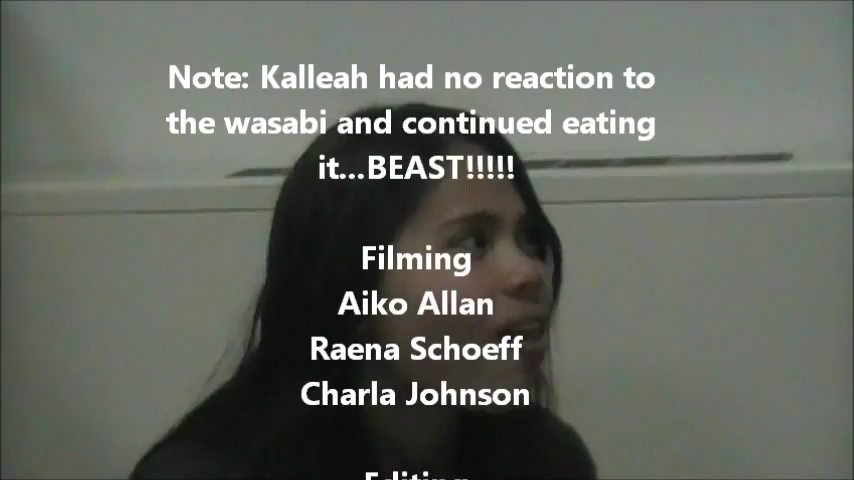 Note: Kalleah had no reaction to
the wasabi and continued eating
it...BEAST!!!!!
Filming
Aiko Allan
Raena Schoeff
Charla Johnson
Editing